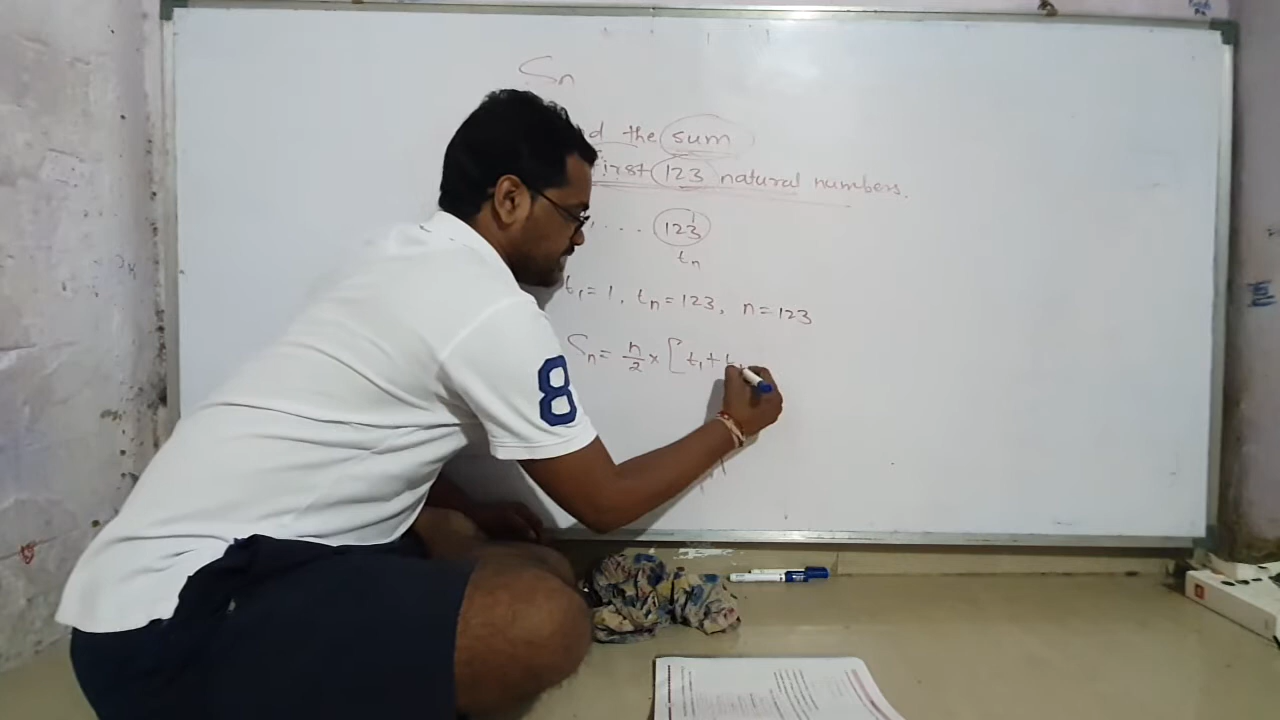 Sn
the sum
first 123 natural numbers.
... 123
tn
t1=1, tn=123, n=123
Sn = n/2 × [t1+t
8